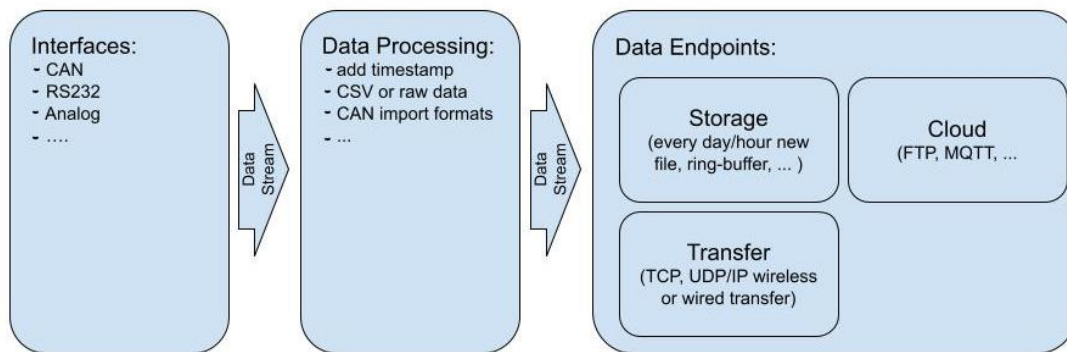 Interfaces:
- CAN
- RS232
- Analog
- ....
Data
Stream
Data Processing:
- add timestamp
- CSV or raw data
- CAN import formats
- ...
Data
Stream
Data Endpoints:
Storage
(every day/hour new
file, ring-buffer, ... )
Cloud
(FTP, MQTT, ...
Transfer
(TCP, UDP/IP wireless
or wired transfer)